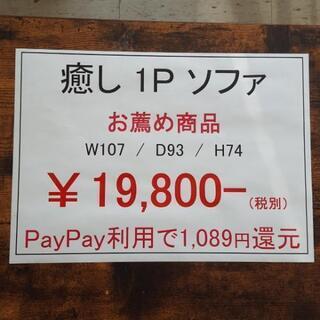 癒し 1P ソファ
お薦め商品
W107 / D93 / H74
￥19,800−(税別)
PayPay利用で1,089円還元